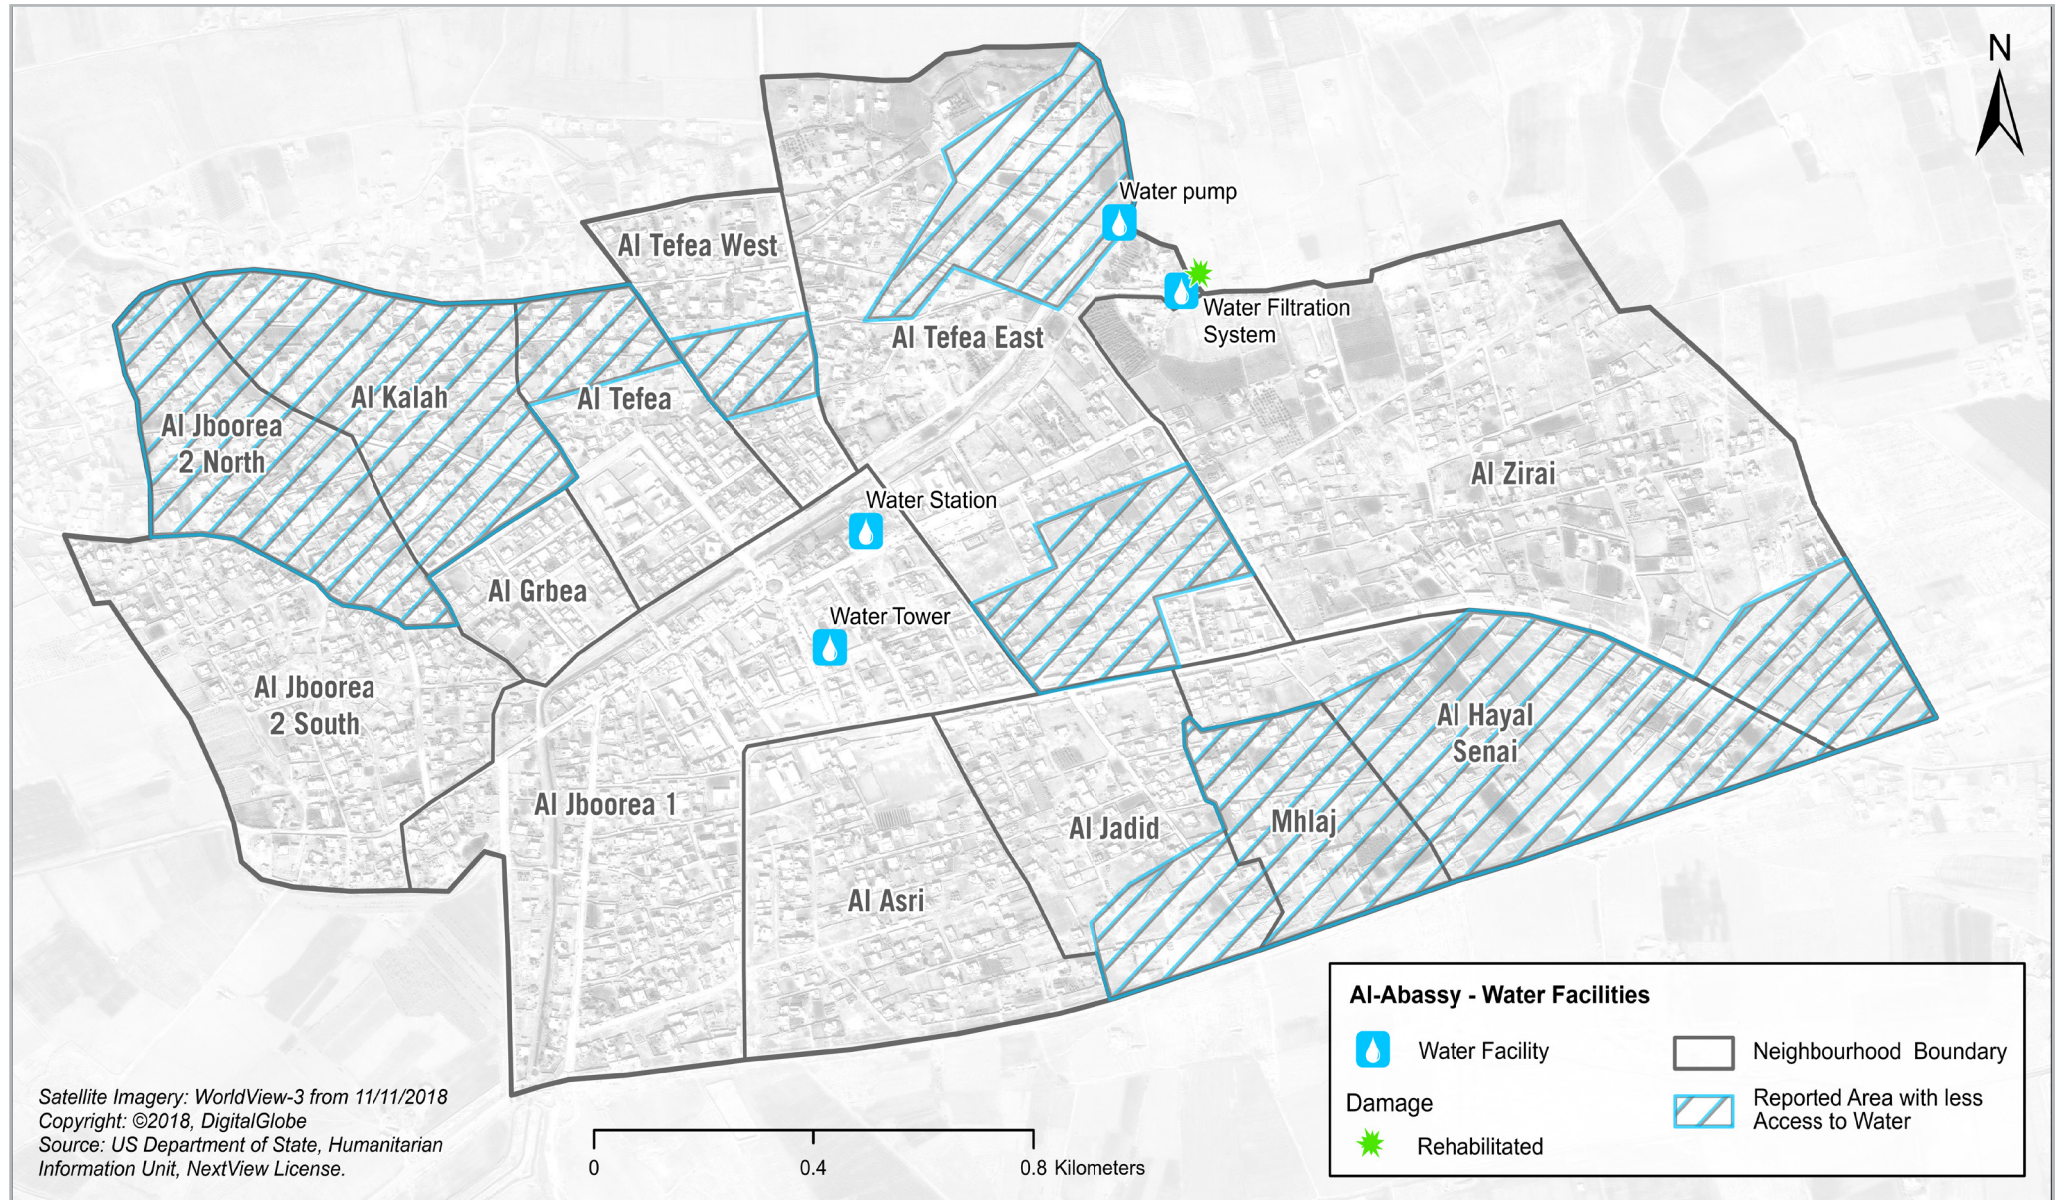 N
Water pump
Al Tefea West
Water Filtration
System
Al Tefea East
Al Kalah
Al Tefea
Al Jboorea
2 North
Al Zirai
Water Station
Al Grbea
Water Tower
Al Jboorea
2 South
Al Hayal
Senai
Al Jboorea 1
Mhlaj
Al Jadid
Al Asri
Al-Abassy - Water Facilities
Water Facility
Neighbourhood Boundary
Damage
Rehabilitated
Reported Area with less
Access to Water
Satellite Imagery: WorldView-3 from 11/11/2018
Copyright: ©2018, DigitalGlobe
Source: US Department of State, Humanitarian
Information Unit, NextView License.
0 0.4 0.8 Kilometers